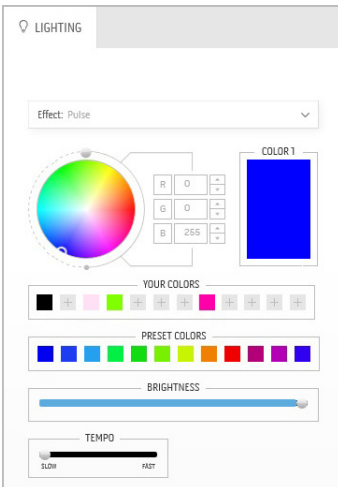 LIGHTING
Effect: Pulse
COLOR 1
R 0
G 0
B 255
YOUR COLORS
PRESET COLORS
BRIGHTNESS
TEMPO
SLOW FAST